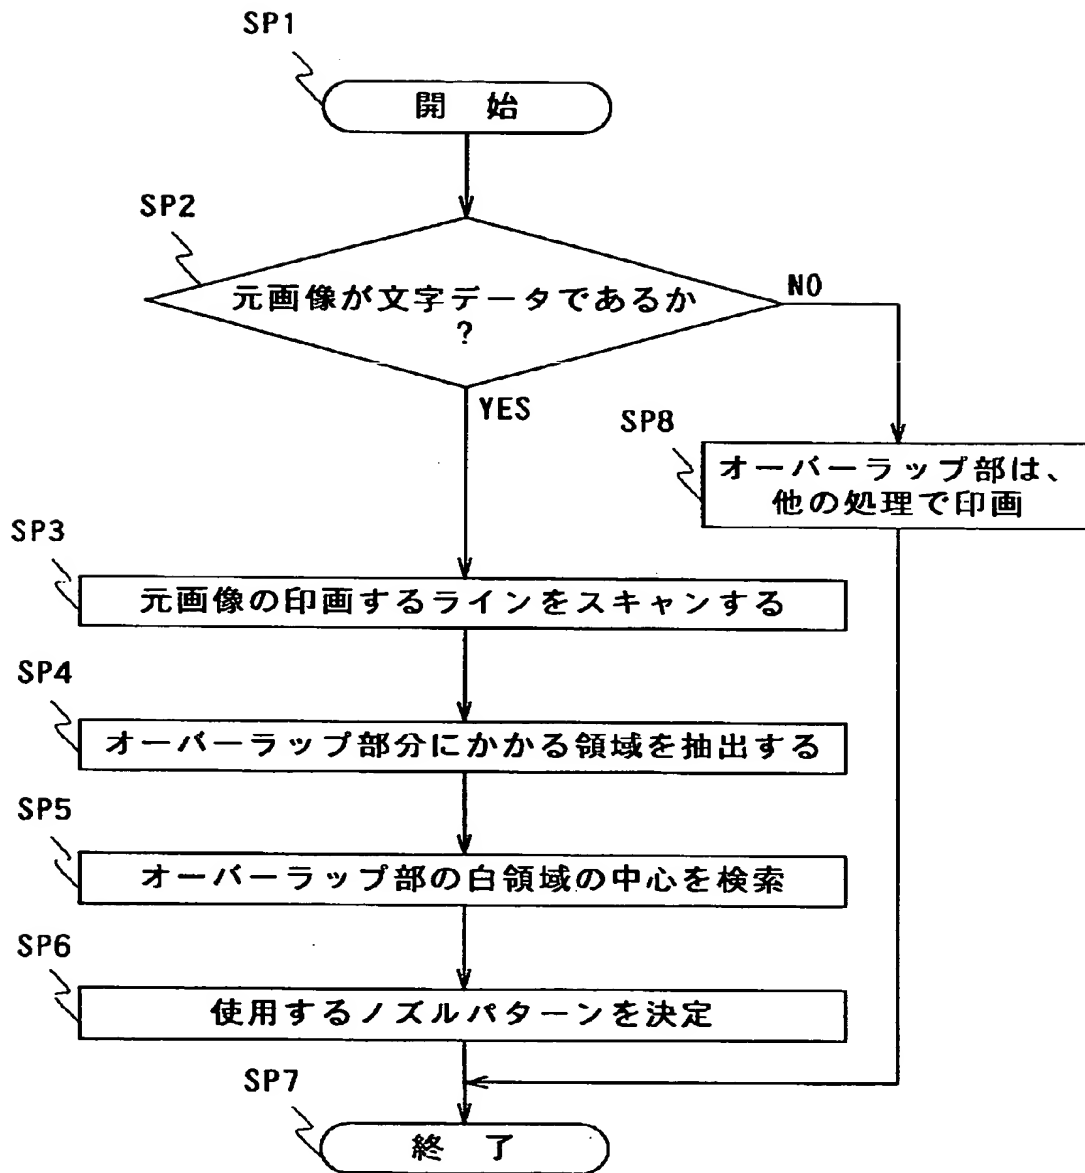 SP1
開 始
SP2
元画像が文字データであるか
?
NO
YES
SP8
オーバーラップ部は、
他の処理で印画
SP3
元画像の印画するラインをスキャンする
SP4
オーバーラップ部分にかかる領域を抽出する
SP5
オーバーラップ部の白領域の中心を検索
SP6
使用するノズルパターンを決定
SP7
終 了